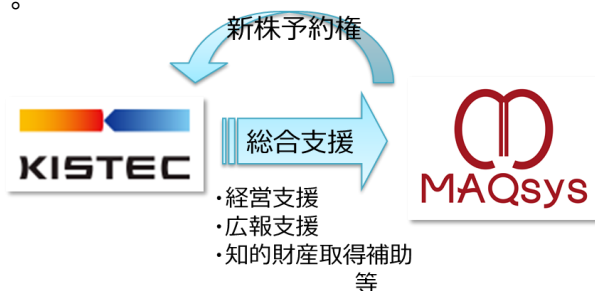 。
新株予約権
KISTEC
総合支援
MAQsys
・経営支援
・広報支援
・知的財産取得補助
等